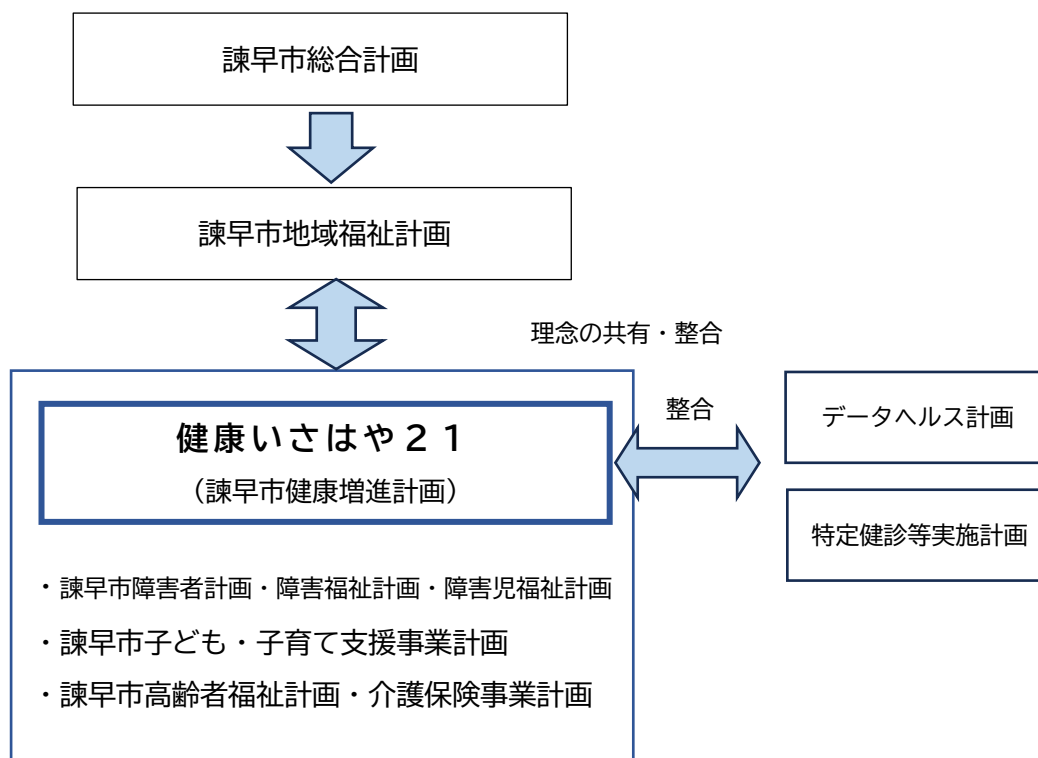 諫早市総合計画
諫早市地域福祉計画
理念の共有・整合
健康いさはや２１
（諫早市健康増進計画）
整合
データヘルス計画
特定健診等実施計画
・諫早市障害者計画・障害福祉計画・障害児福祉計画
・諫早市子ども・子育て支援事業計画
・諫早市高齢者福祉計画・介護保険事業計画